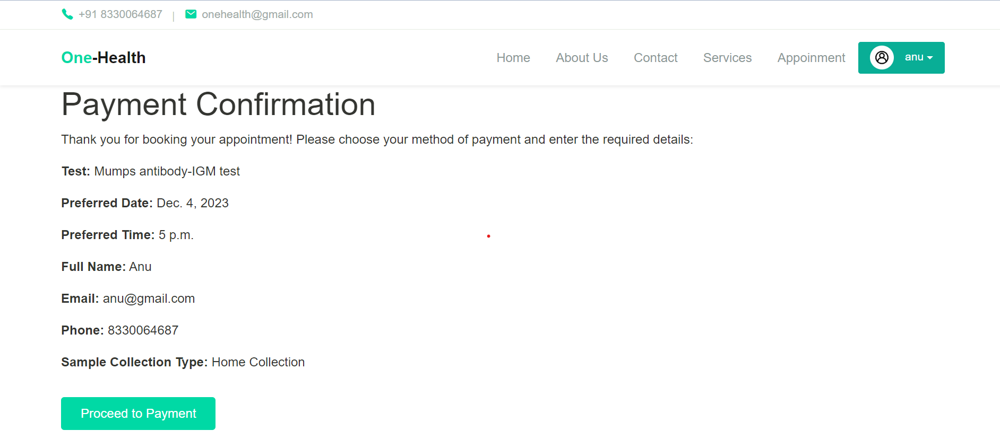 +91 8330064687 | onehealth@gmail.com
One-Health
Home About Us Contact Services Appoinment anu
Payment Confirmation
Thank you for booking your appointment! Please choose your method of payment and enter the required details:
Test: Mumps antibody-IGM test
Preferred Date: Dec. 4, 2023
Preferred Time: 5 p.m.
Full Name: Anu
Email: anu@gmail.com
Phone: 8330064687
Sample Collection Type: Home Collection
Proceed to Payment